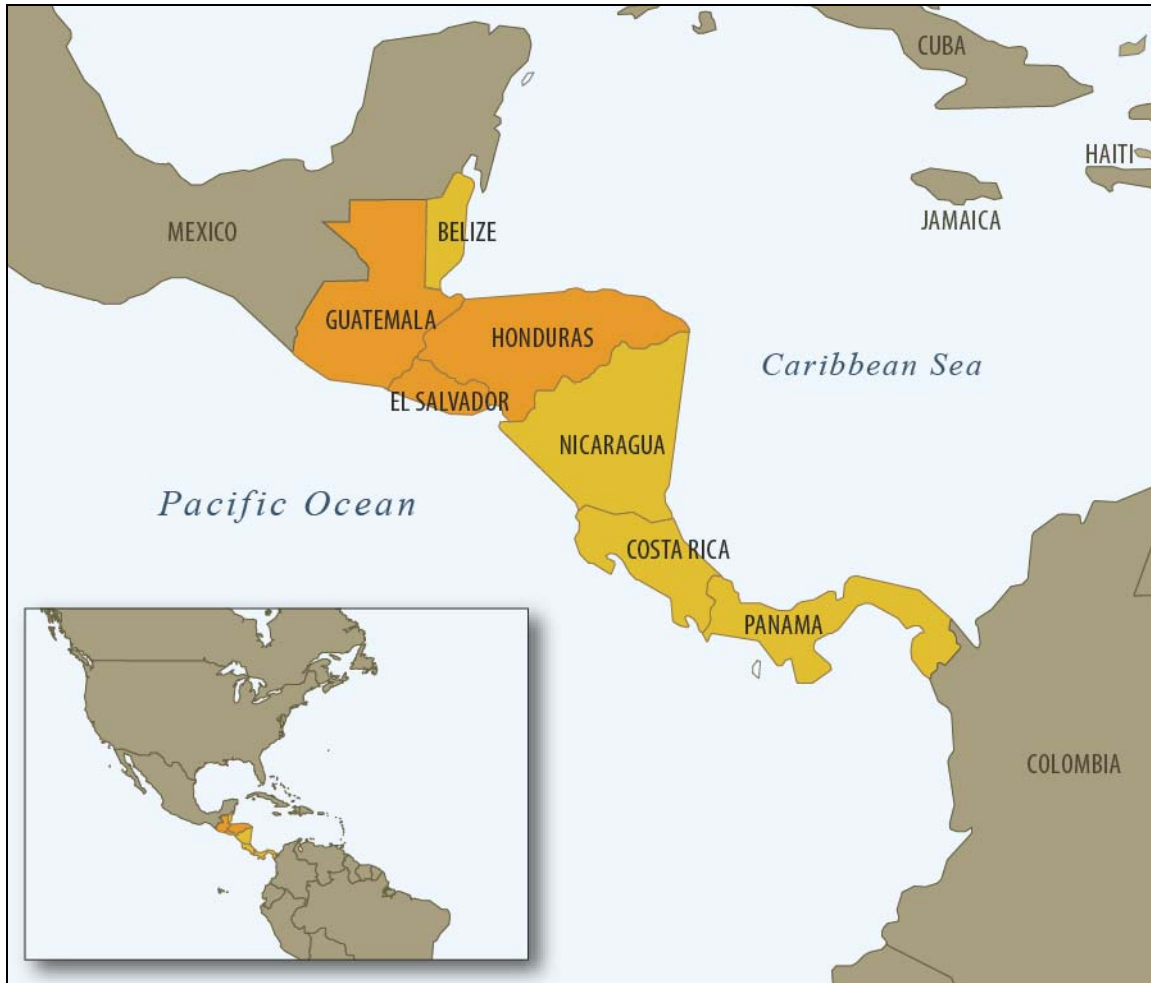 CUBA
HAITI
JAMAICA
MEXICO
BELIZE
GUATEMALA
HONDURAS
Caribbean Sea
EL SALVADOR
NICARAGUA
Pacific Ocean
COSTA RICA
PANAMA
COLOMBIA